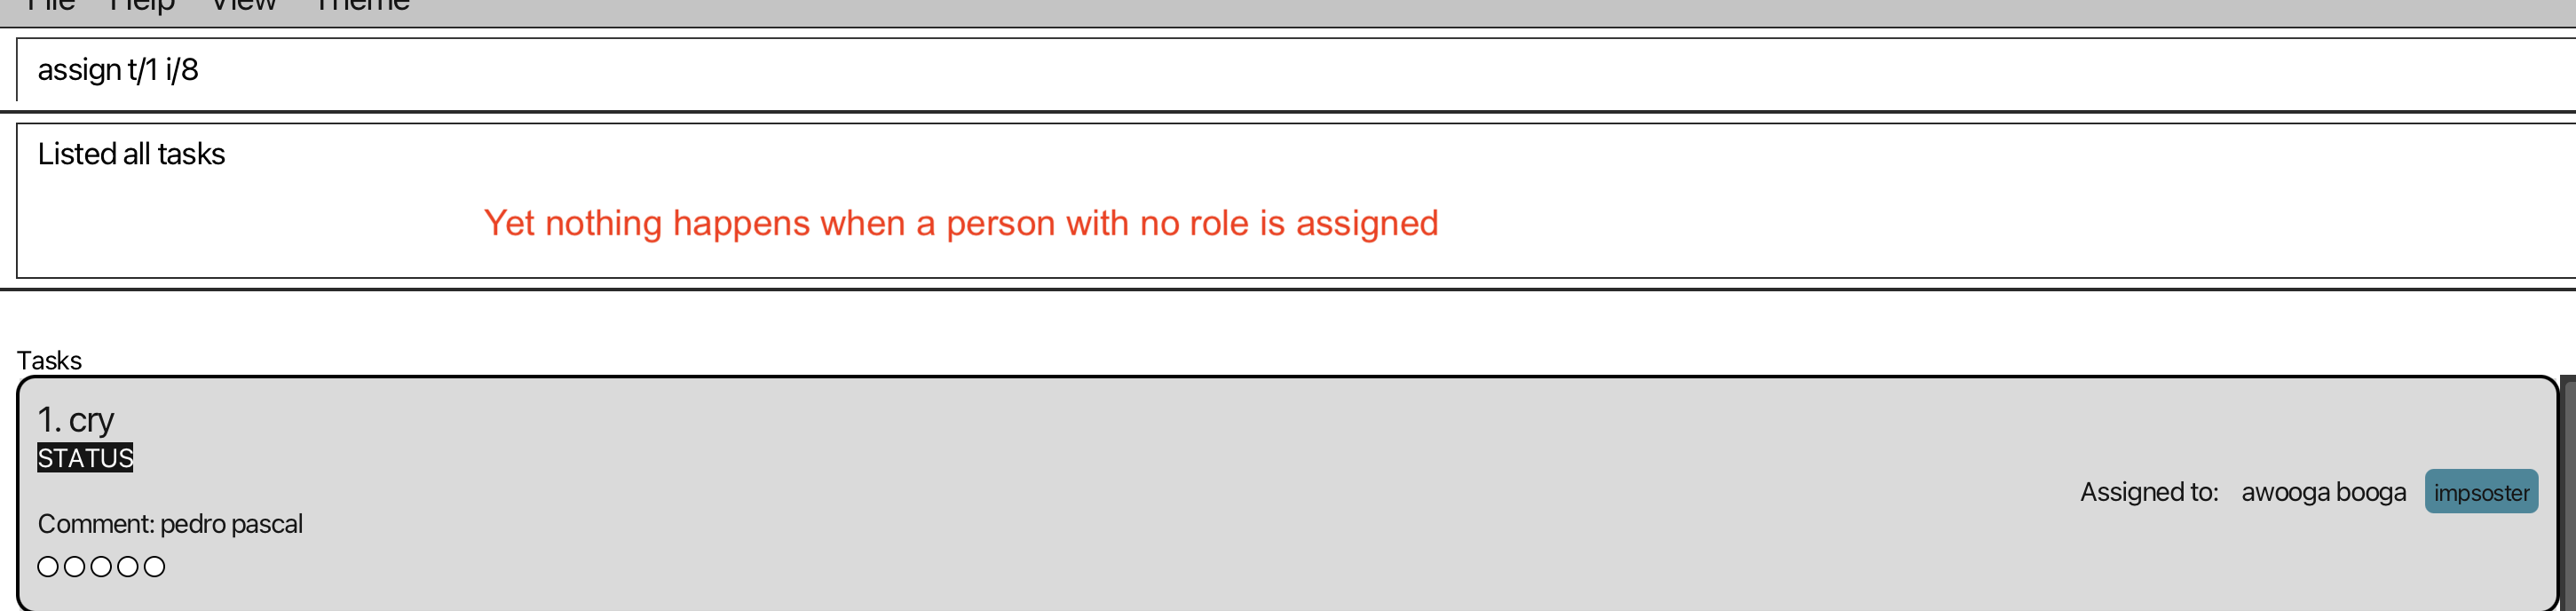 File Help View Theme
assign t/1 i/8
Listed all tasks
Yet nothing happens when a person with no role is assigned
Tasks
1. cry
STATUS
Assigned to: awooga booga impsoster
Comment: pedro pascal